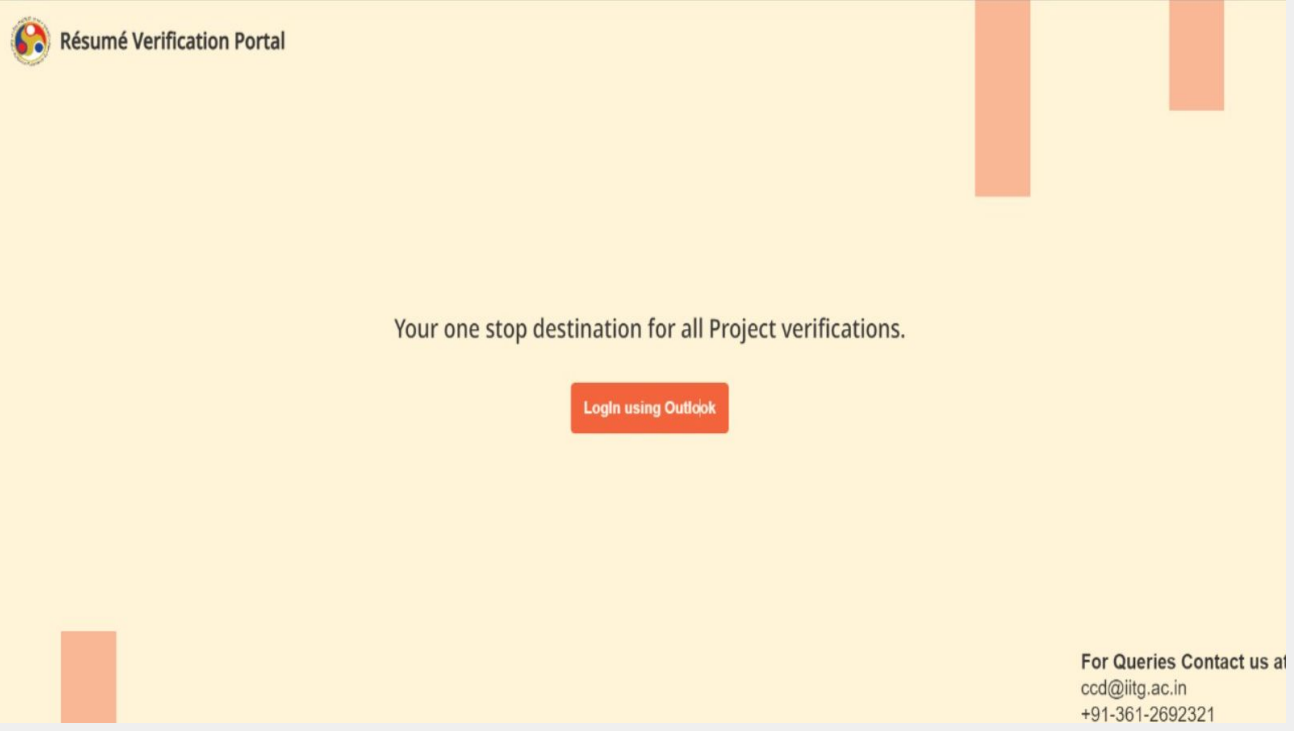 Résumé Verification Portal
Your one stop destination for all Project verifications.
LogIn using Outlook
For Queries Contact us at
ccd@iitg.ac.in
+91-361-2692321